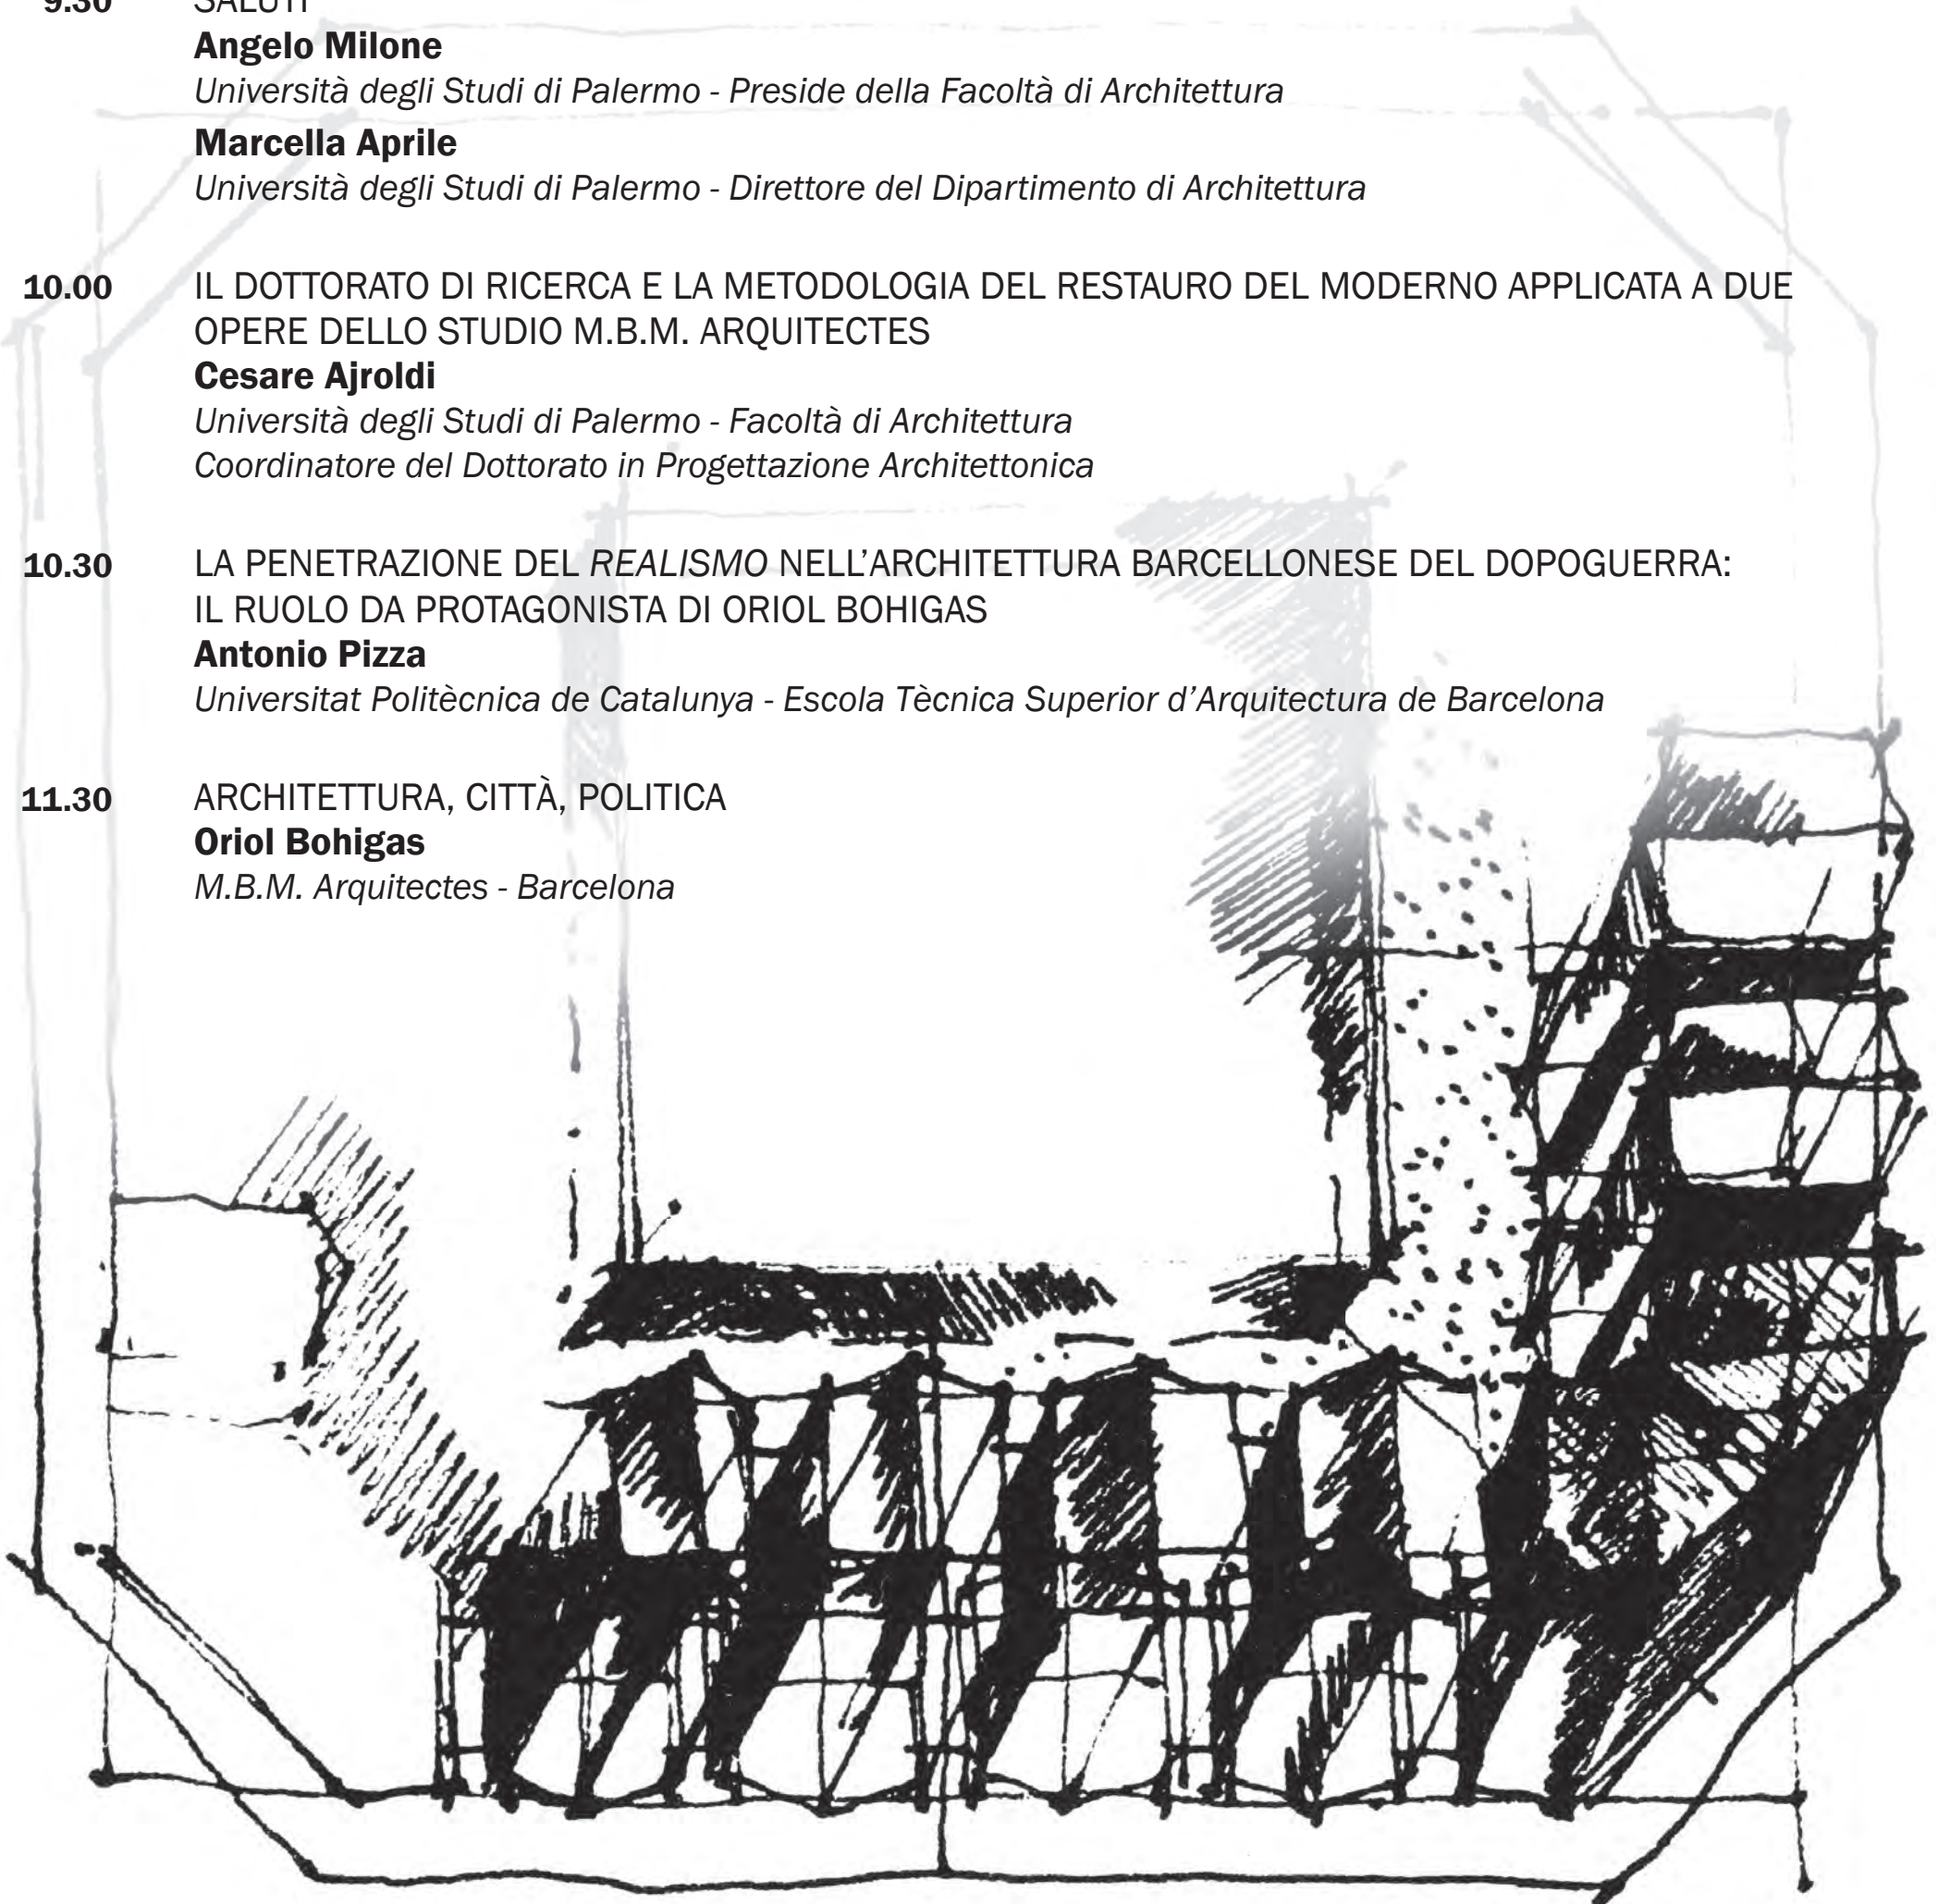 9.30 SALUTI
Angelo Milone
Università degli Studi di Palermo - Preside della Facoltà di Architettura
Marcella Aprile
Università degli Studi di Palermo - Direttore del Dipartimento di Architettura
10.00 IL DOTTORATO DI RICERCA E LA METODOLOGIA DEL RESTAURO DEL MODERNO APPLICATA A DUE
OPERE DELLO STUDIO M.B.M. ARQUITECTES
Cesare Ajroldi
Università degli Studi di Palermo - Facoltà di Architettura
Coordinatore del Dottorato in Progettazione Architettonica
10.30 LA PENETRAZIONE DEL REALISMO NELL’ARCHITETTURA BARCELLONESE DEL DOPOGUERRA:
IL RUOLO DA PROTAGONISTA DI ORIOL BOHIGAS
Antonio Pizza
Universitat Politècnica de Catalunya - Escola Tècnica Superior d’Arquitectura de Barcelona
11.30 ARCHITETTURA, CITTÀ, POLITICA
Oriol Bohigas
M.B.M. Arquitectes - Barcelona